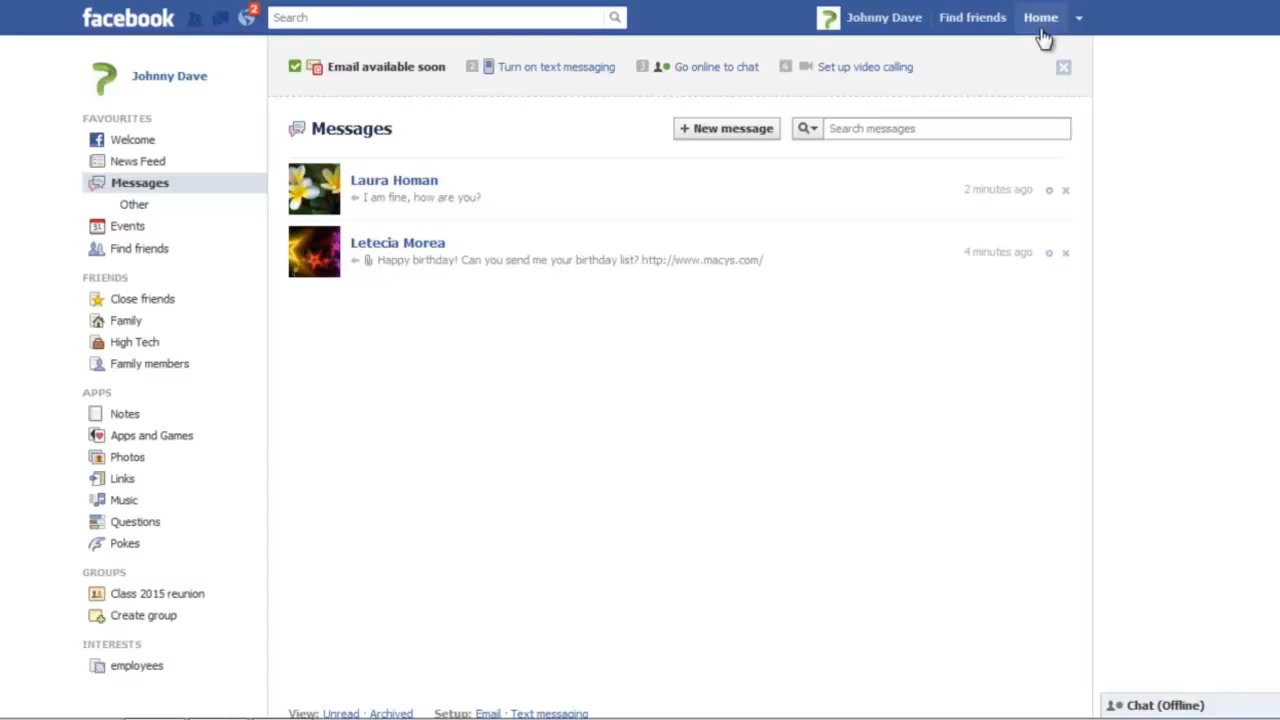 facebook 2 Search Johnny Dave Find friends Home
Email available soon 2 Turn on text messaging 3 Go online to chat 4 Set up video calling
Johnny Dave
FAVOURITES
Welcome
News Feed
Messages
Other
31 Events
Find friends
FRIENDS
Close friends
Family
High Tech
Family members
APPS
Notes
Apps and Games
Photos
Links
Music
Questions
Pokes
GROUPS
Class 2015 reunion
Create group
INTERESTS
employees
Messages + New message Search messages
Laura Homan
I am fine, how are you? 2 minutes ago
Letecia Morea
Happy birthday! Can you send me your birthday list? http://www.macys.com/ 4 minutes ago
View: Unread · Archived Setup: Email · Text messaging
Chat (Offline)